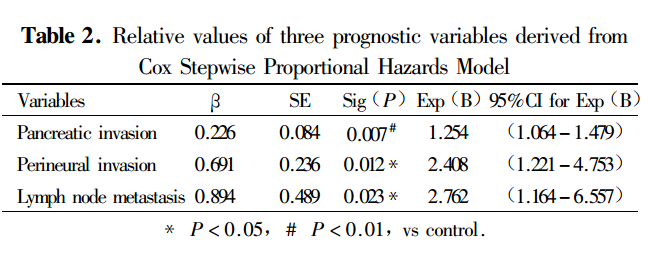 Table 2. Relative values of three prognostic variables derived from
Cox Stepwise Proportional Hazards Model
Variables β SE Sig (P) Exp (B) 95%CI for Exp (B)
Pancreatic invasion 0.226 0.084 0.007# 1.254 (1.064-1.479)
Perineural invasion 0.691 0.236 0.012* 2.408 (1.221-4.753)
Lymph node metastasis 0.894 0.489 0.023* 2.762 (1.164-6.557)
* P<0.05, # P<0.01, vs control.